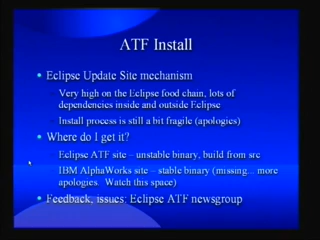 ATF Install
Eclipse Update Site mechanism
Very high on the Eclipse food chain, lots of
dependencies inside and outside Eclipse
Install process is still a bit fragile (apologies)
Where do I get it?
Eclipse ATF site – unstable binary, build from src
IBM AlphaWorks site – stable binary (missing... more
apologies. Watch this space)
Feedback, issues: Eclipse ATF newsgroup